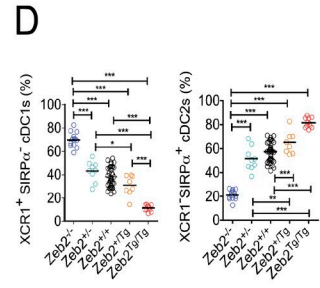 D
XCR1+ SIRPα- cDC1s (%)
100
80
60
40
20
0
***
***
***
***
***
***
*
***
Zeb2-/-
Zeb2+/-
Zeb2+/+
Zeb2+/Tg
Zeb2Tg/Tg
XCR1-SIRPα+ cDC2s (%)
100
80
60
40
20
0
***
***
***
***
***
***
**
***
Zeb2-/-
Zeb2+/-
Zeb2+/+
Zeb2+/Tg
Zeb2Tg/Tg